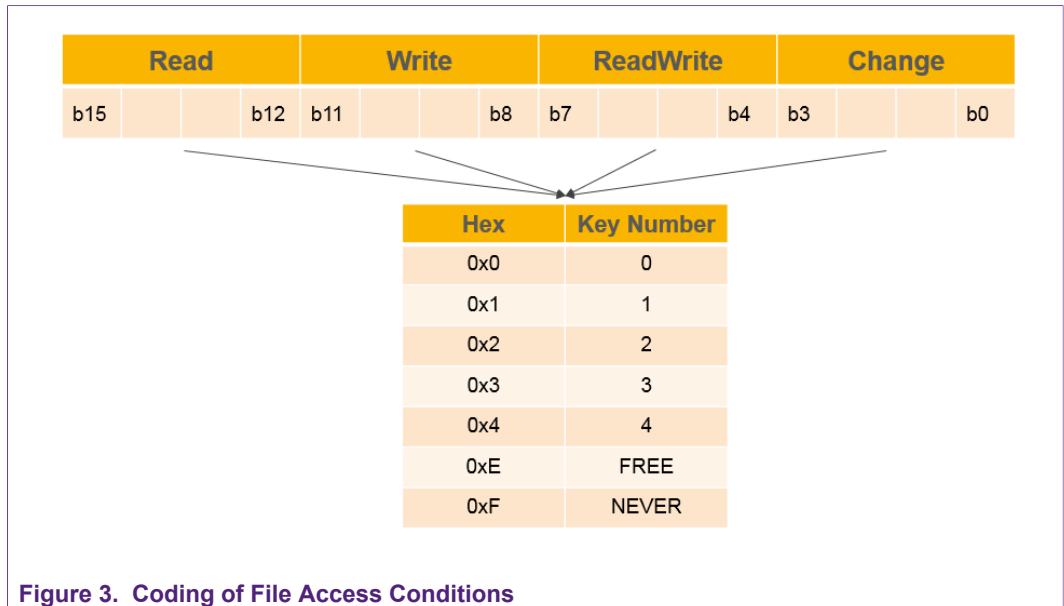 Read Write ReadWrite Change
b15 b12 b11 b8 b7 b4 b3 b0
Hex Key Number
0x0 0
0x1 1
0x2 2
0x3 3
0x4 4
0xE FREE
0xF NEVER
Figure 3. Coding of File Access Conditions